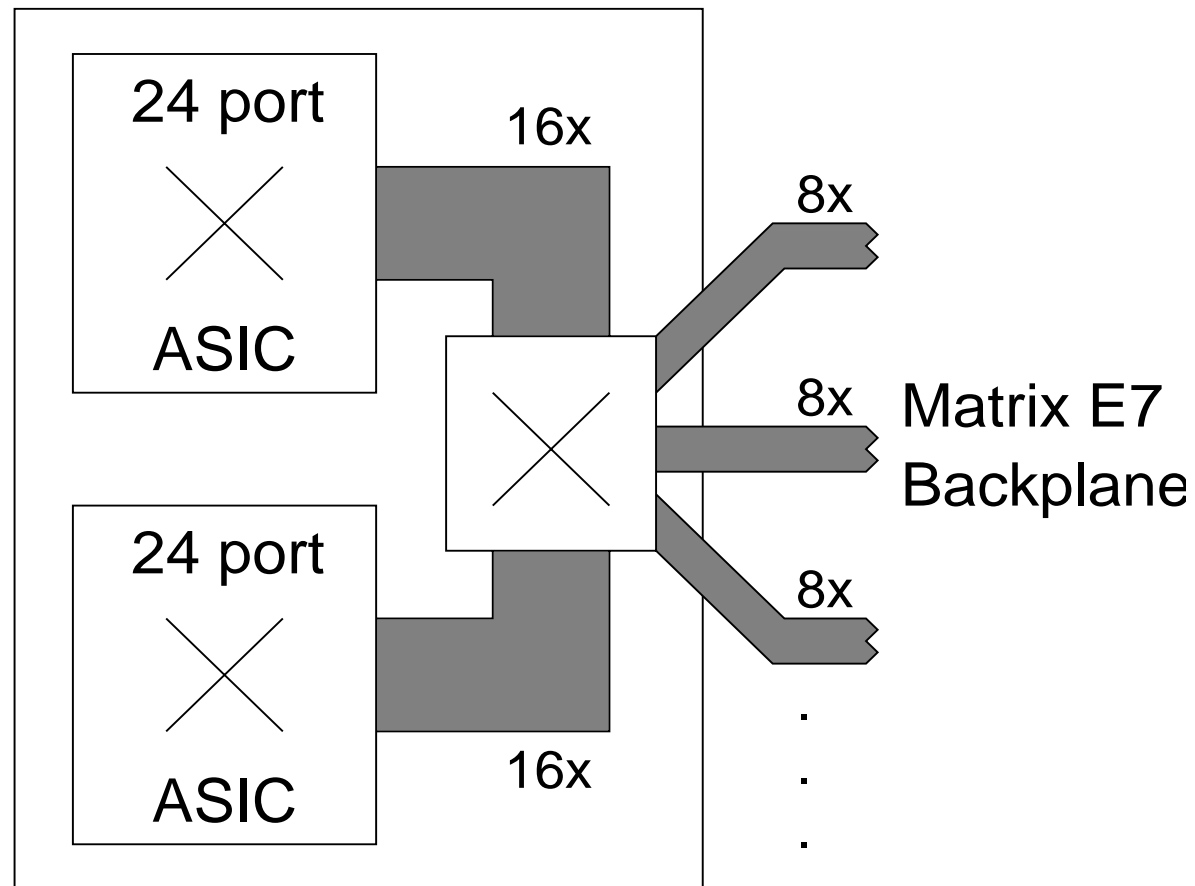 24 port
ASIC
16x
8x
8x
Matrix E7
Backplane
8x
24 port
ASIC
16x
.
.
.